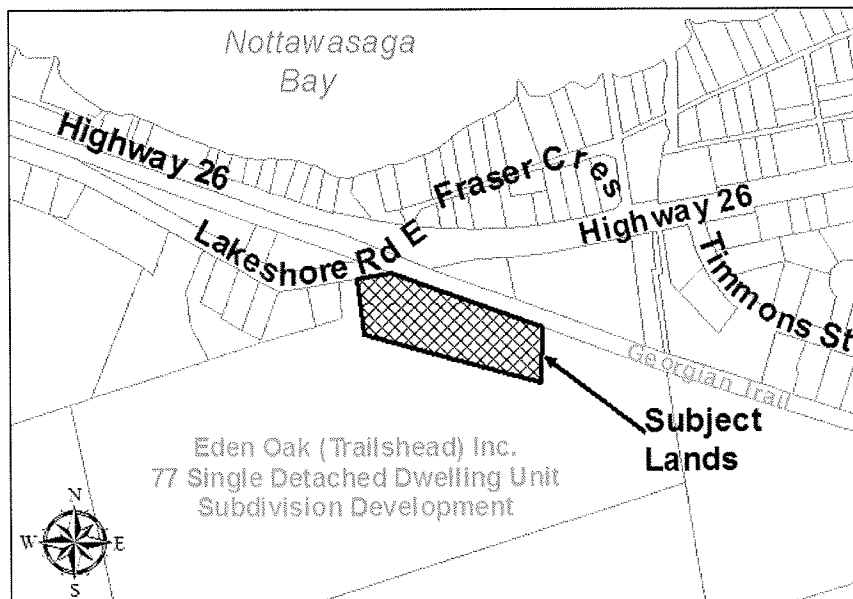 Nottawasaga
Bay
Highway 26
Fraser Cres
Highway 26
Lakeshore Rd E
Timmons St
Georgian Trail
Subject
Lands
Eden Oak (Trailshead) Inc.
77 Single Detached Dwelling Unit
Subdivision Development
N
W E
S